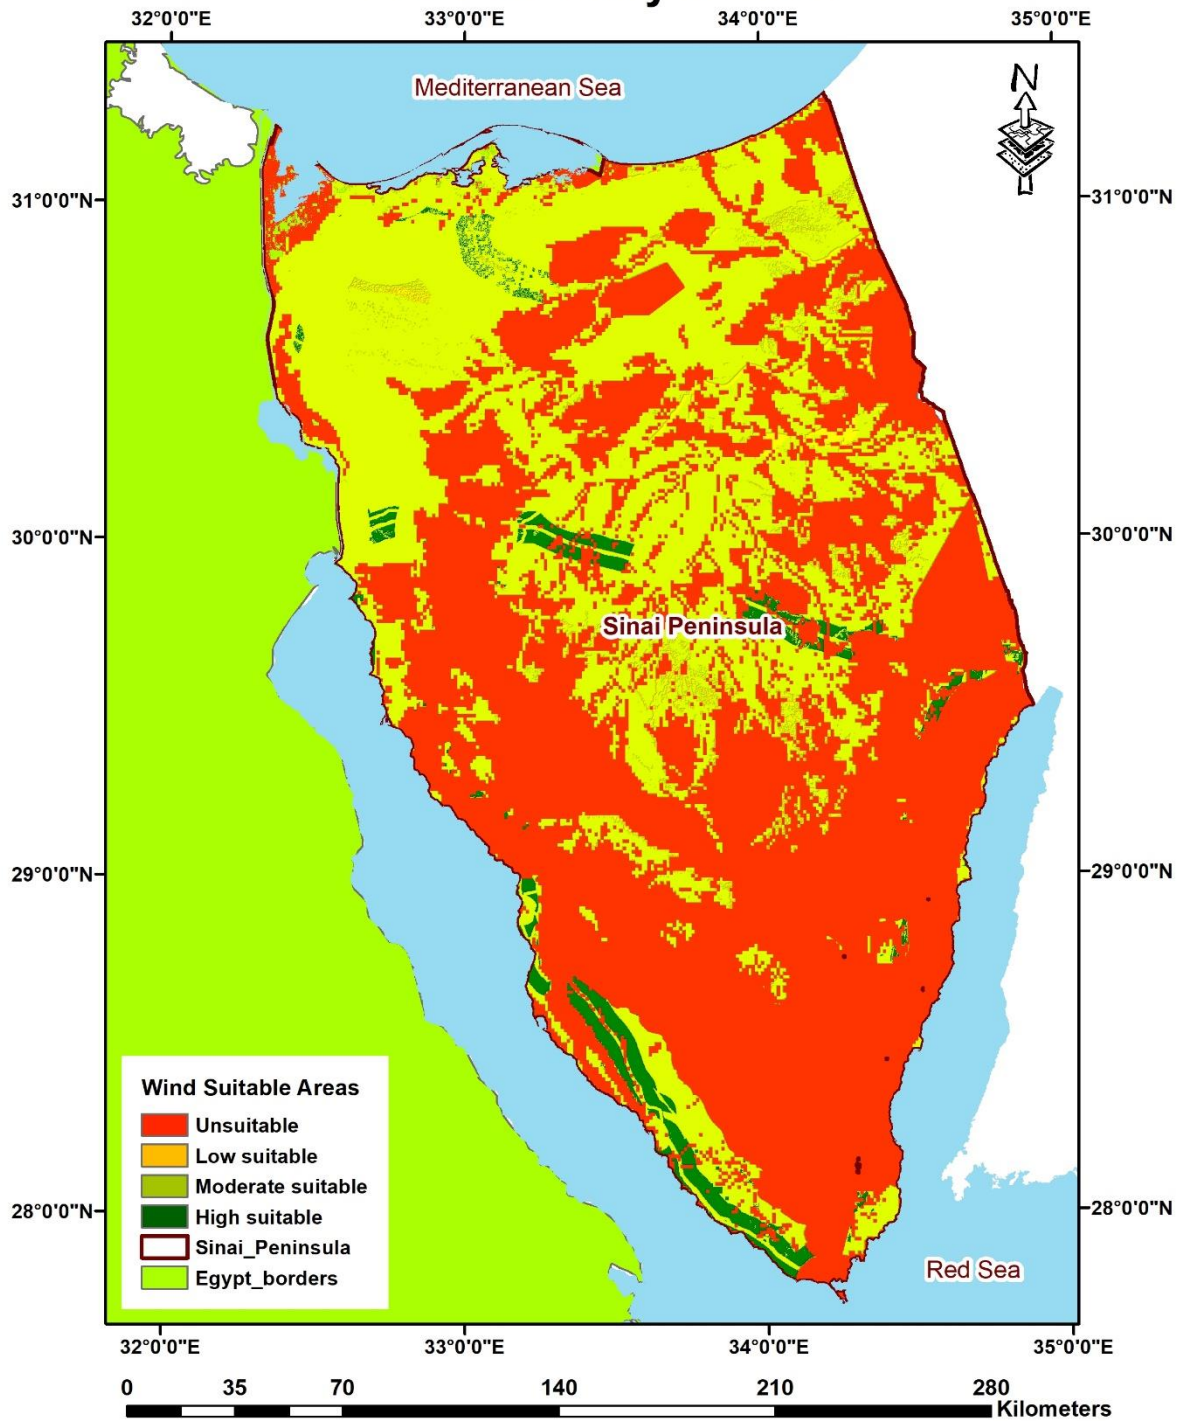 32°0'0"E 33°0'0"E 34°0'0"E 35°0'0"E
Mediterranean Sea
N
31°0'0"N 31°0'0"N
30°0'0"N 30°0'0"N
Sinai Peninsula
29°0'0"N 29°0'0"N
28°0'0"N 28°0'0"N
Wind Suitable Areas
Unsuitable
Low suitable
Moderate suitable
High suitable
Sinai_Peninsula
Egypt_borders
Red Sea
32°0'0"E 33°0'0"E 34°0'0"E 35°0'0"E
0 35 70 140 210 280
Kilometers